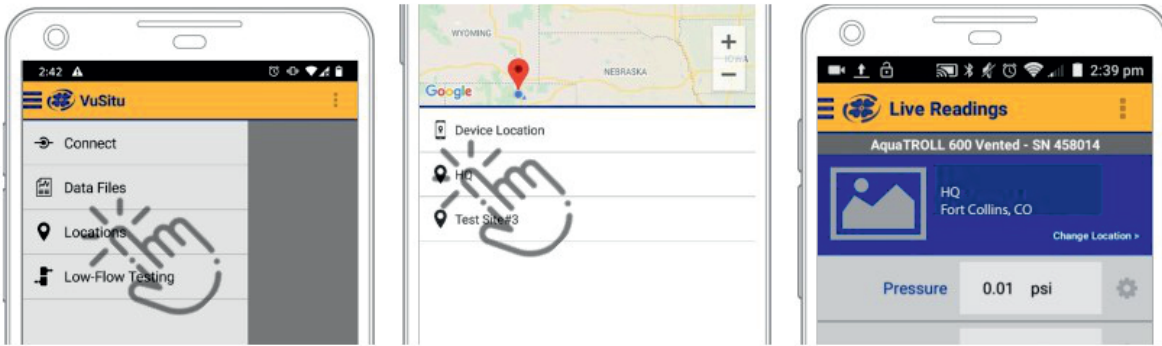 2:42
VuSitu
Connect
Data Files
Locations
Low-Flow Testing
WYOMING
IOWA
NEBRASKA
Google
Device Location
HQ
Test Site#3
2:39 pm
Live Readings
AquaTROLL 600 Vented - SN 458014
HQ
Fort Collins, CO
Change Location >
Pressure 0.01 psi